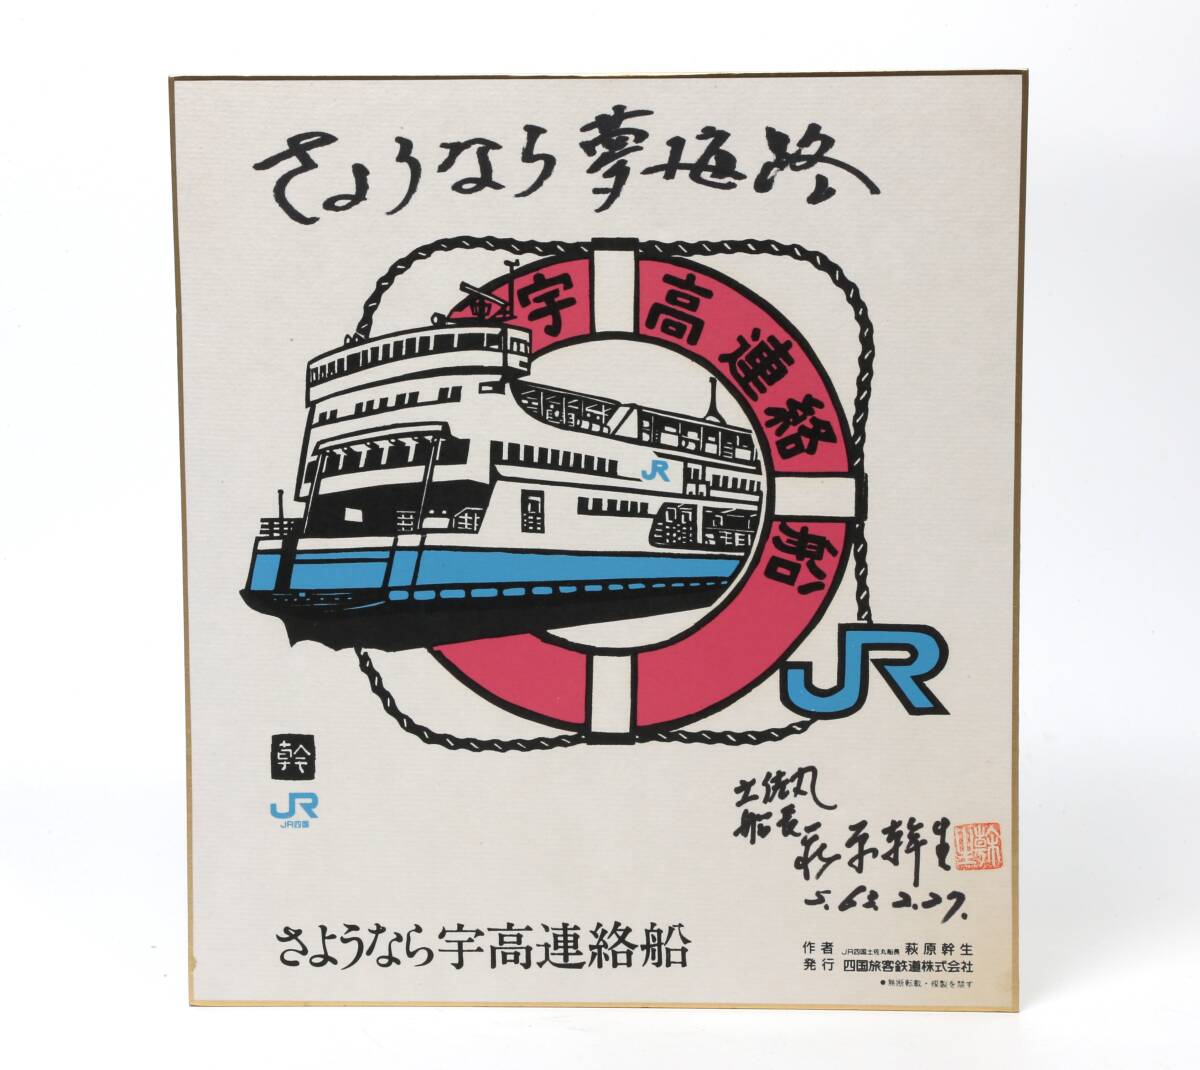 さようなら夢海路
宇高連絡船
JR
JR
幹
JR
JR四国
土佐丸
船長
萩原幹生
S.63.2.27.
さようなら宇高連絡船
作者 JR四国土佐丸船長 萩原幹生
発行 四国旅客鉄道株式会社
●無断転載・複製を禁ず